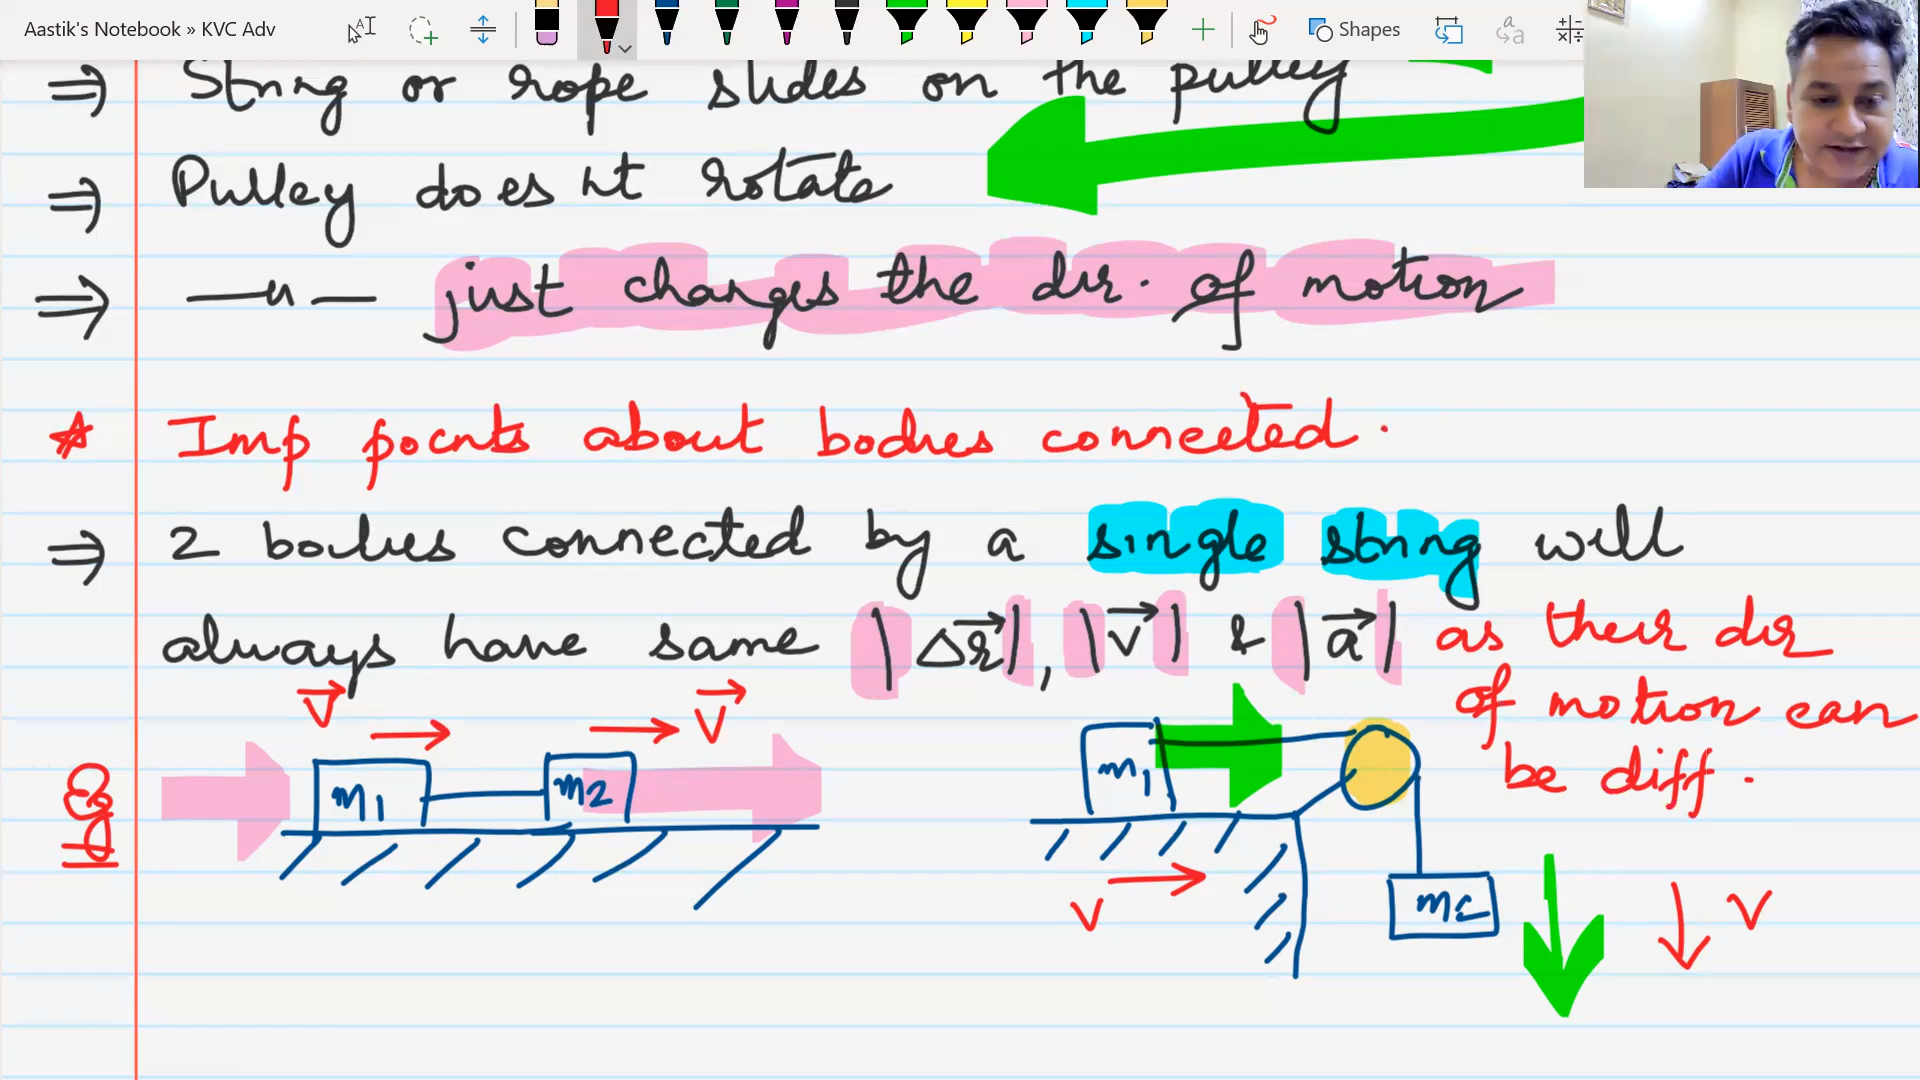 Aastik's Notebook » KVC Adv
Shapes
⇒ String or rope slides on the pulley
⇒ Pulley doesn't rotate
⇒ —u— just changes the dir. of motion
* Imp points about bodies connected.
⇒ 2 bodies connected by a single string will
always have same |Δr⃗|, |v⃗| & |a⃗| as their dir
of motion can
be diff.
Eg
v⃗
v⃗
m1
m2
m1
m2
v
v